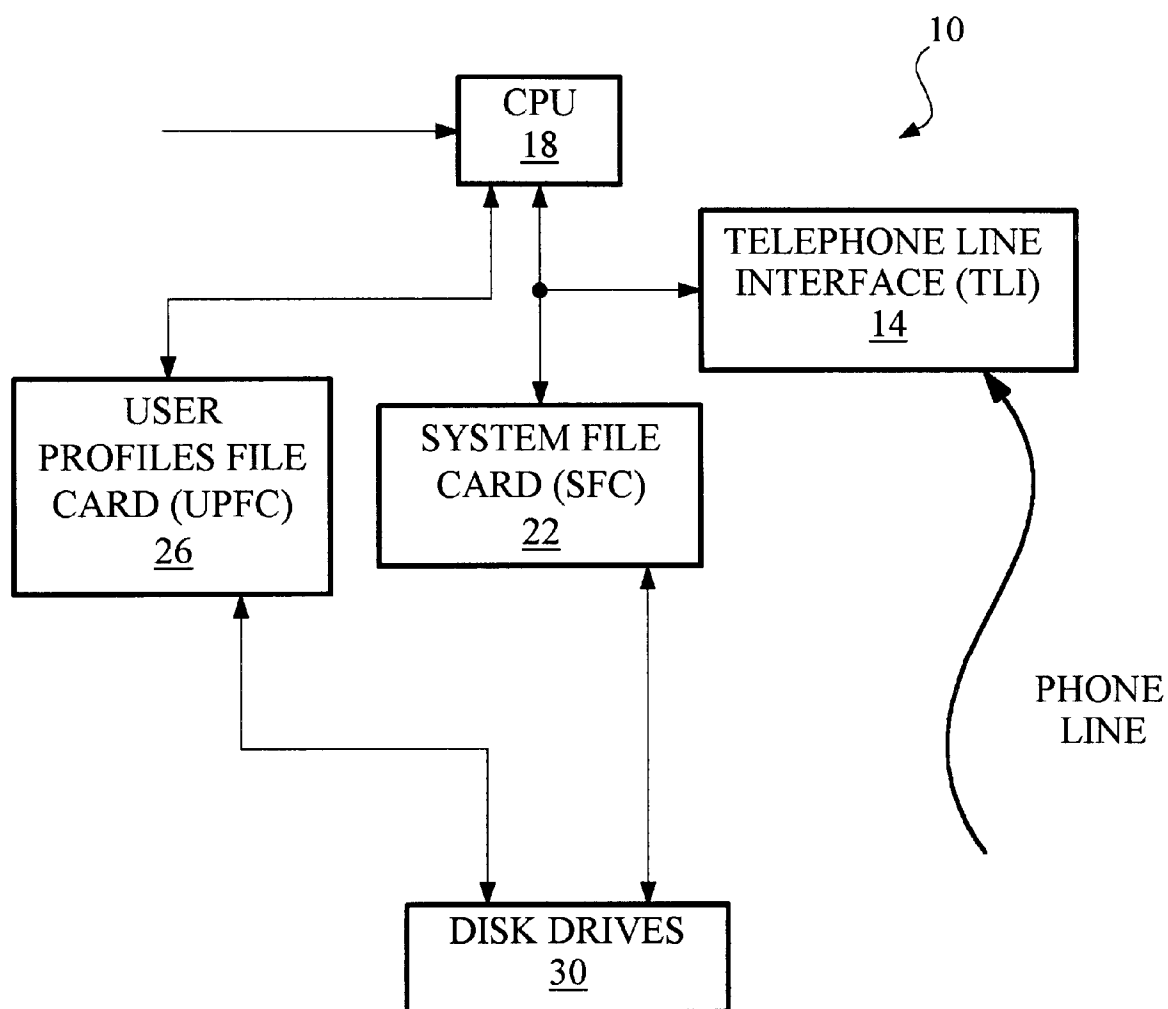 10
CPU
18
TELEPHONE LINE
INTERFACE (TLI)
14
USER
PROFILES FILE
CARD (UPFC)
26
SYSTEM FILE
CARD (SFC)
22
PHONE
LINE
DISK DRIVES
30